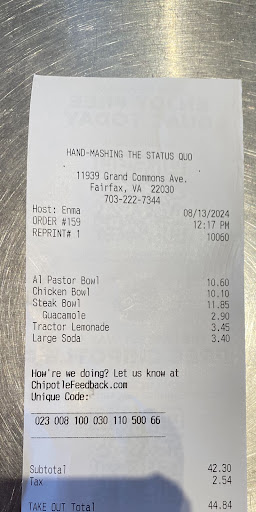 HAND-MASHING THE STATUS QUO
11939 Grand Commons Ave.
Fairfax, VA 22030
703-222-7344
Host: Enma 08/13/2024
ORDER #159 12:17 PM
REPRINT# 1 10060
Al Pastor Bowl 10.60
Chicken Bowl 10.10
Steak Bowl 11.85
Guacamole 2.90
Tractor Lemonade 3.45
Large Soda 3.40
How're we doing? Let us know at
ChipotleFeedback.com
Unique Code:
023 008 100 030 110 500 66
Subtotal 42.30
Tax 2.54
TAKE OUT Total 44.84